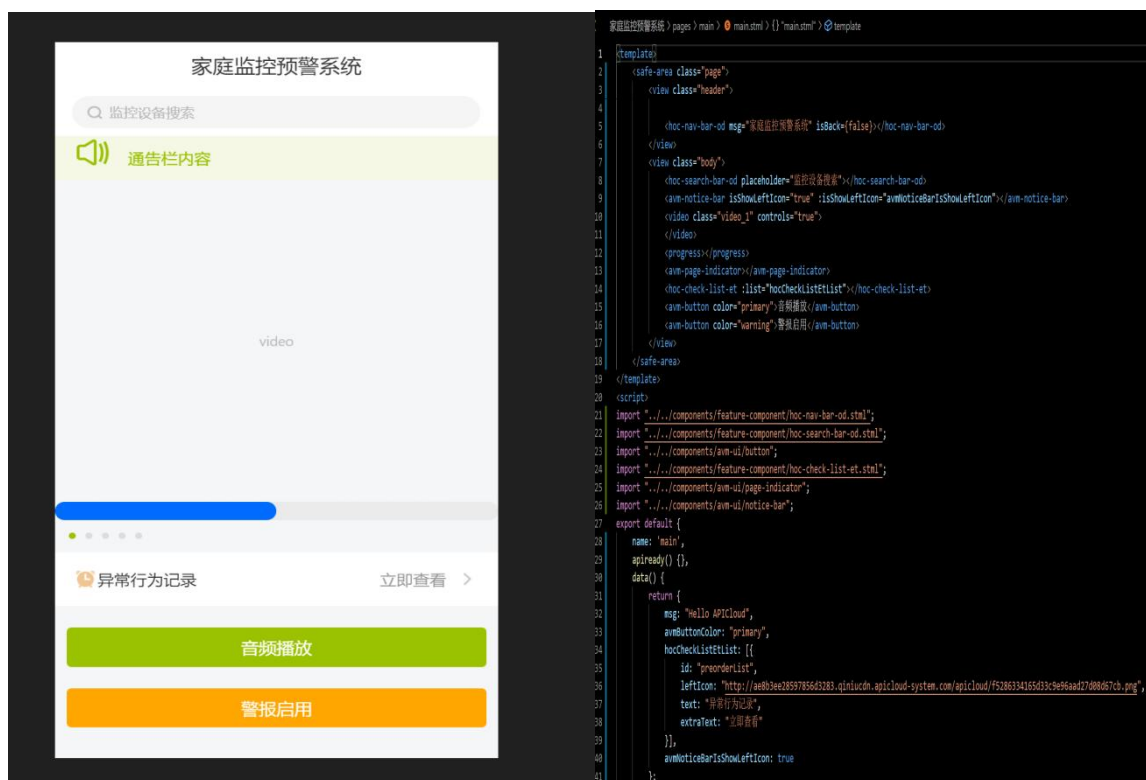 家庭监控预警系统
监控设备搜索
通告栏内容
video
异常行为记录 立即查看 >
音频播放
警报启用
家庭监控预警系统 > pages > main > main.stml > {} "main.stml" > template
1 <template>
2 <safe-area class="page">
3 <view class="header">
4
5 <hoc-nav-bar-od msg="家庭监控预警系统" isBack={false}></hoc-nav-bar-od>
6 </view>
7 <view class="body">
8 <hoc-search-bar-od placeholder="监控设备搜索"></hoc-search-bar-od>
9 <avm-notice-bar isShowLeftIcon="true" :isShowLeftIcon="avmNoticeBarIsShowLeftIcon"></avm-notice-bar>
10 <video class="video_1" controls="true">
11 </video>
12 <progress></progress>
13 <avm-page-indicator></avm-page-indicator>
14 <hoc-check-list-et :list="hocCheckListEtList"></hoc-check-list-et>
15 <avm-button color="primary">音频播放</avm-button>
16 <avm-button color="warning">警报启用</avm-button>
17 </view>
18 </safe-area>
19 </template>
20 <script>
21 import "../../components/feature-component/hoc-nav-bar-od.stml";
22 import "../../components/feature-component/hoc-search-bar-od.stml";
23 import "../../components/avm-ui/button";
24 import "../../components/feature-component/hoc-check-list-et.stml";
25 import "../../components/avm-ui/page-indicator";
26 import "../../components/avm-ui/notice-bar";
27 export default {
28 name: 'main',
29 apiready() {},
30 data() {
31 return {
32 msg: "Hello APICloud",
33 avmButtonColor: "primary",
34 hocCheckListEtList: [{
35 id: "preorderList",
36 leftIcon: "http://ae8b3ee28597856d3283.qiniucdn.apicloud-system.com/apicloud/f5286334165d33c9e96aad27d08d67cb.png",
37 text: "异常行为记录",
38 extraText: "立即查看"
39 }],
40 avmNoticeBarIsShowLeftIcon: true
41 };